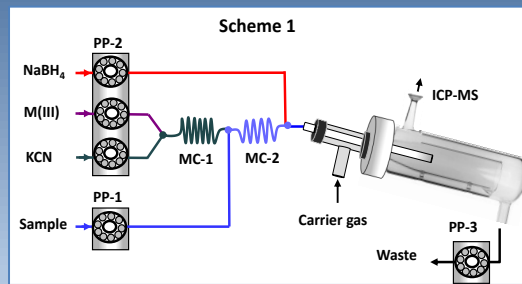 Scheme 1
PP-2
NaBH4
M(III)
KCN
MC-1
MC-2
ICP-MS
PP-1
Sample
Carrier gas
PP-3
Waste